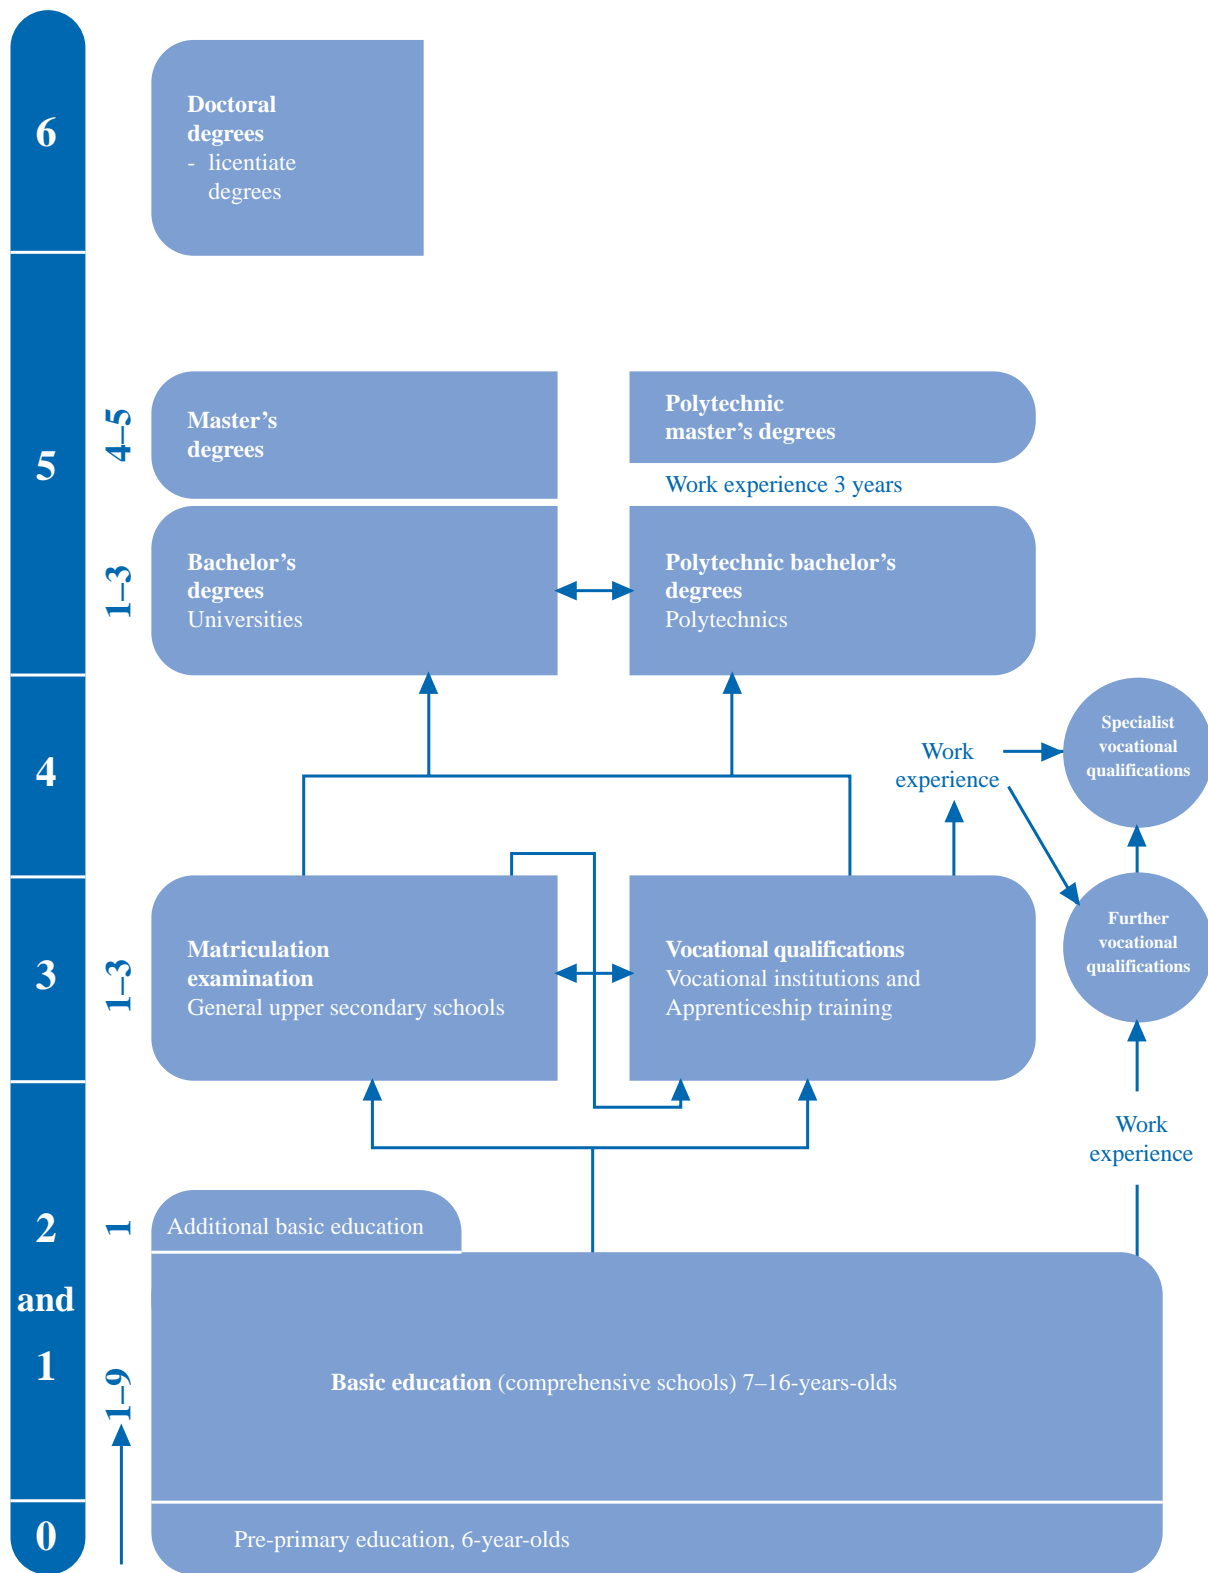 6
Doctoral
degrees
- licentiate
degrees
5
4–5
Master’s
degrees
Polytechnic
master’s degrees
Work experience 3 years
1–3
Bachelor’s
degrees
Universities
Polytechnic bachelor’s
degrees
Polytechnics
4
Work
experience
Specialist
vocational
qualifications
3
1–3
Matriculation
examination
General upper secondary schools
Vocational qualifications
Vocational institutions and
Apprenticeship training
Further
vocational
qualifications
Work
experience
2
and
1
1
Additional basic education
1–9
Basic education (comprehensive schools) 7–16-years-olds
0
Pre-primary education, 6-year-olds